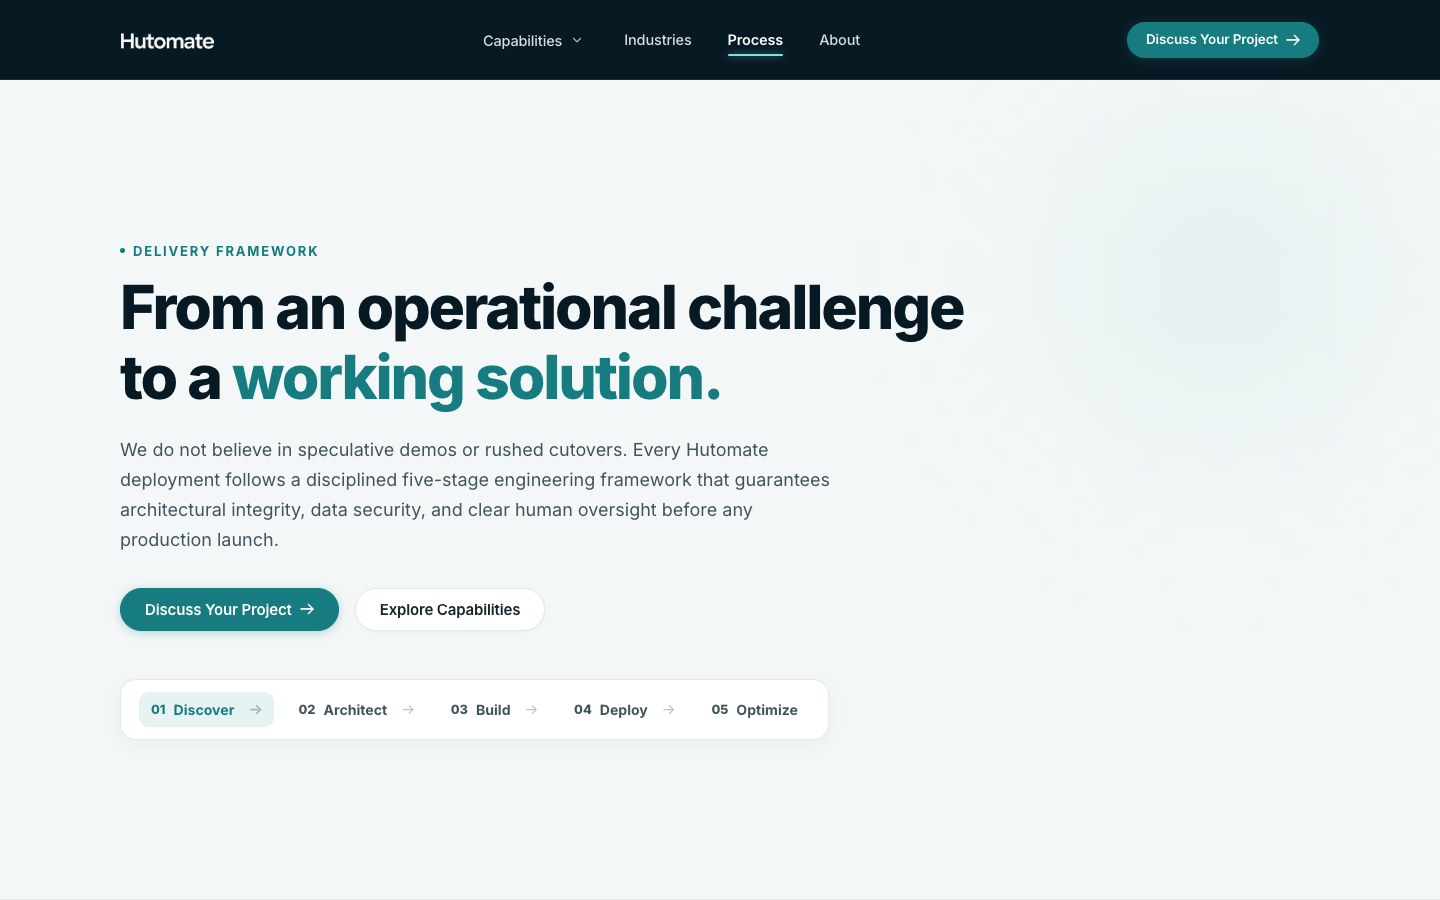 Hutomate
Capabilities
Industries
Process
About
Discuss Your Project →
• DELIVERY FRAMEWORK
From an operational challenge
to a working solution.
We do not believe in speculative demos or rushed cutovers. Every Hutomate
deployment follows a disciplined five-stage engineering framework that guarantees
architectural integrity, data security, and clear human oversight before any
production launch.
Discuss Your Project →
Explore Capabilities
01 Discover → 02 Architect → 03 Build → 04 Deploy → 05 Optimize